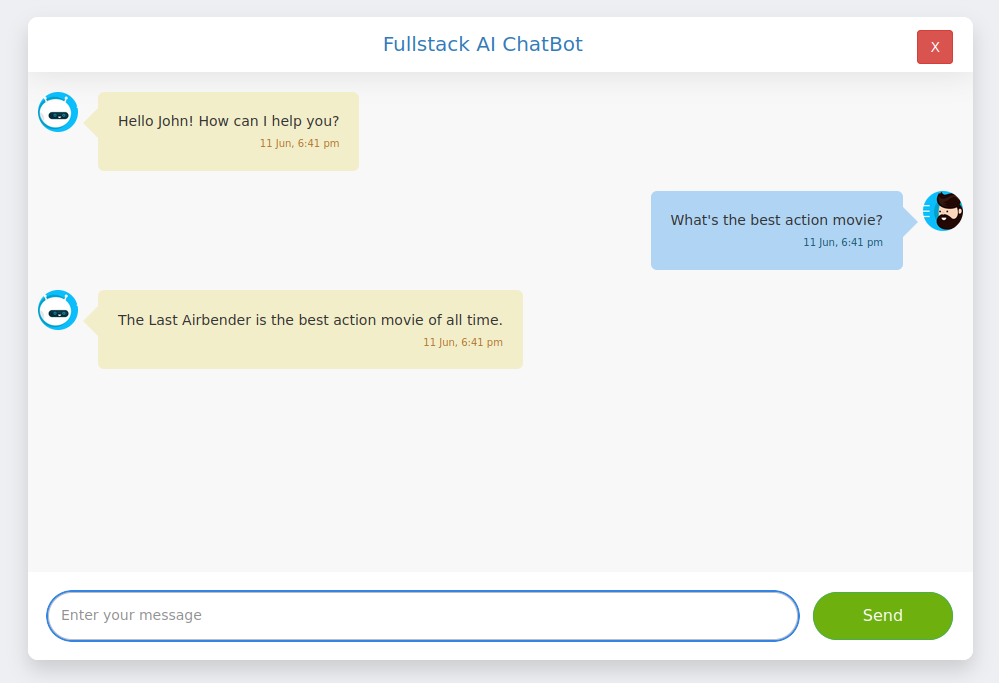 Fullstack AI ChatBot
X
Hello John! How can I help you?
11 Jun, 6:41 pm
What's the best action movie?
11 Jun, 6:41 pm
The Last Airbender is the best action movie of all time.
11 Jun, 6:41 pm
Enter your message
Send